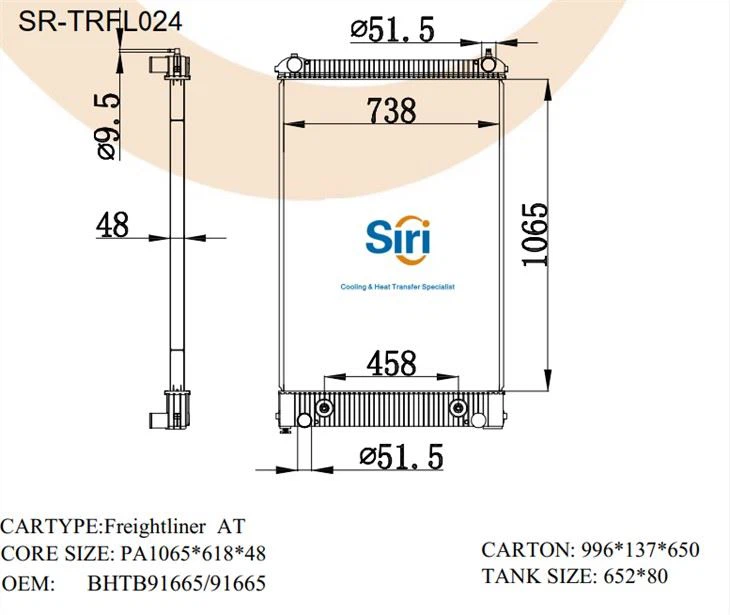 SR-TRFL024
ø51.5
738
ø9.5
48
Siri
Cooling & Heat Transfer Specialist
1065
458
ø51.5
CARTYPE:Freightliner AT
CORE SIZE: PA1065*618*48
OEM: BHTB91665/91665
CARTON: 996*137*650
TANK SIZE: 652*80